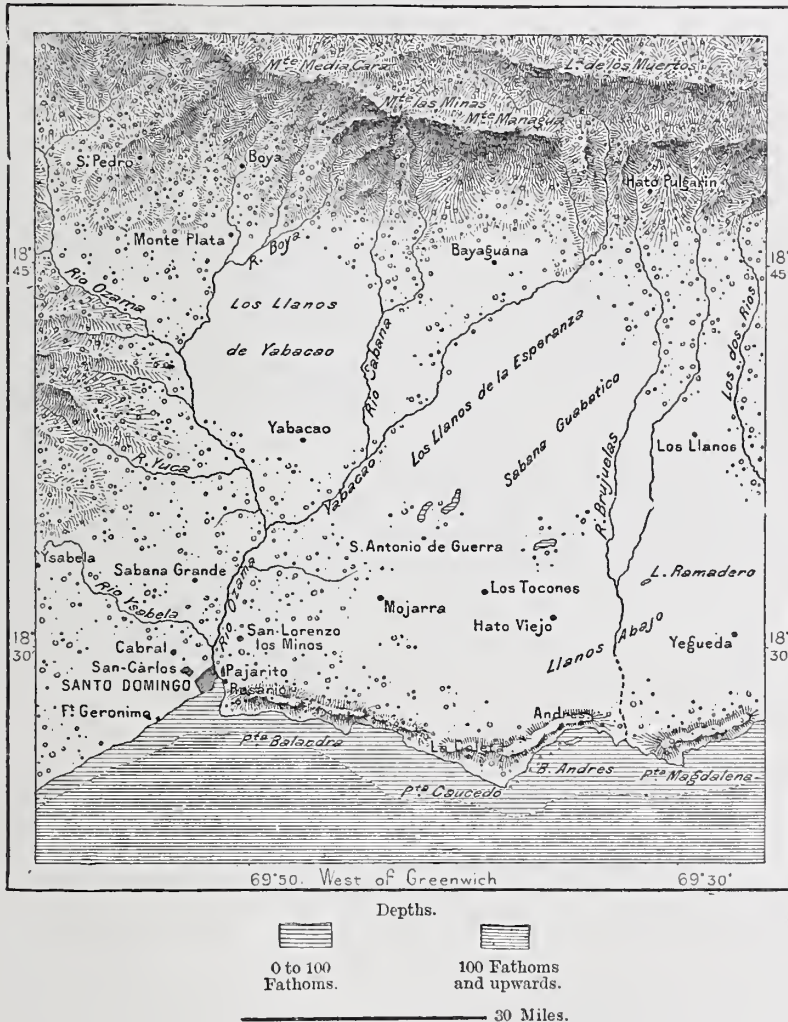 Mte Media Cara
La de los Muertos
Mte las Minas
Mte Managua
S. Pedro
Boya
Hato Pulgarin
Monte Plata
R. Boya
Bayaguana
18°
45'
18°
45'
Rio Ozama
Los Llanos
de Yabacao
Rio Cabana
Los Llanos de la Esperanza
Los dos Rios
Sabana Guabatico
Yabacao
Yabacao
R. Yuca
R. Brujuelas
Los Llanos
S. Antonio de Guerra
Ysabela
Sabana Grande
Rio Ysabela
Rio Ozama
Mojarra
Los Tocones
L. Ramadero
Hato Viejo
San-Lorenzo
los Minos
18°
30'
18°
30'
Cabral
San-Carlos
SANTO DOMINGO
Pajarito
Rosario
Llanos Abajo
Yegueda
Ft Geronimo
Andres
Pta Balandra
La Caleta
B. Andres
Pta Caucedo
Pta Magdalena
69°50. West of Greenwich
69°30'
Depths.
0 to 100
Fathoms.
100 Fathoms
and upwards.
30 Miles.